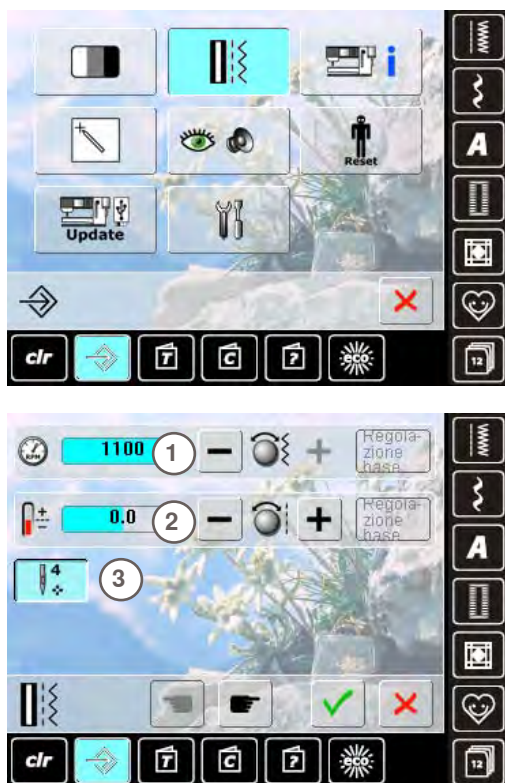 i
Reset
Update
A
12
clr
T
C
?
eco
RPM
1100
1
Regola-
zione
base
0.0
2
Regola-
zione
base
4
3
A
12
clr
T
C
?
eco